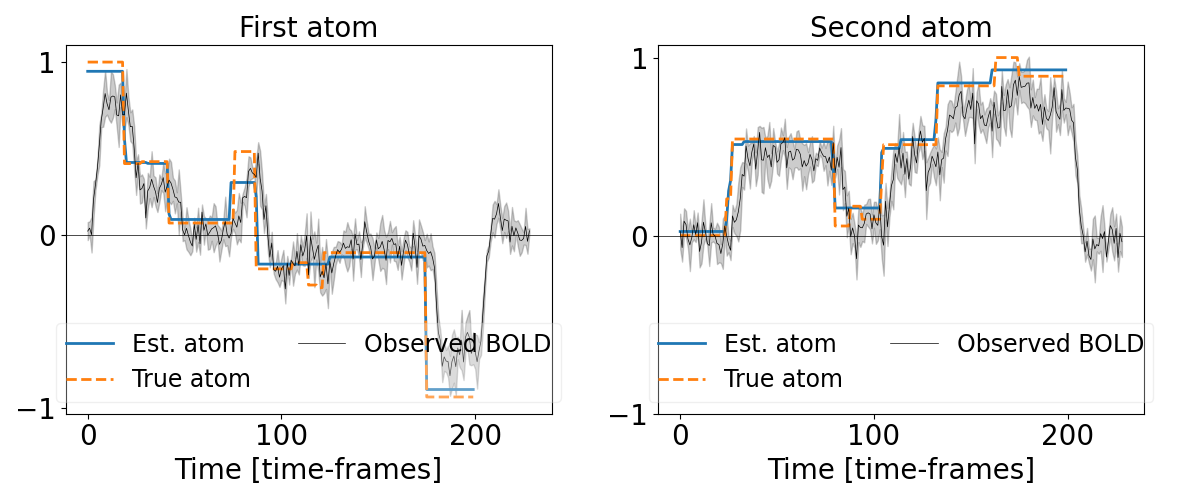 First atom
1
0
−1
Est. atom
Observed BOLD
True atom
0 100 200
Time [time-frames]
Second atom
1
0
−1
Est. atom
Observed BOLD
True atom
0 100 200
Time [time-frames]